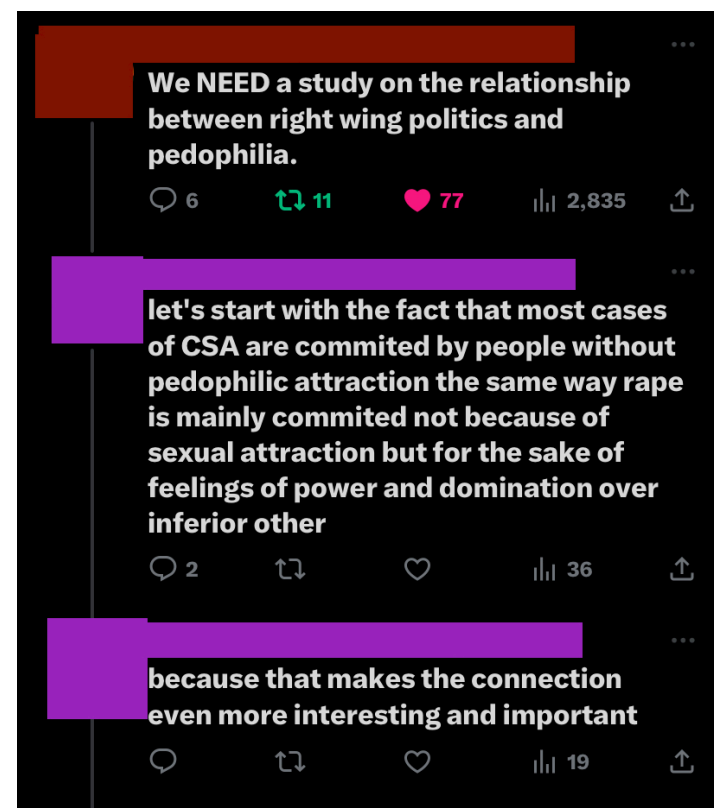 We NEED a study on the relationship
between right wing politics and
pedophilia.
6 11 77 2,835
let's start with the fact that most cases
of CSA are commited by people without
pedophilic attraction the same way rape
is mainly commited not because of
sexual attraction but for the sake of
feelings of power and domination over
inferior other
2 36
because that makes the connection
even more interesting and important
19